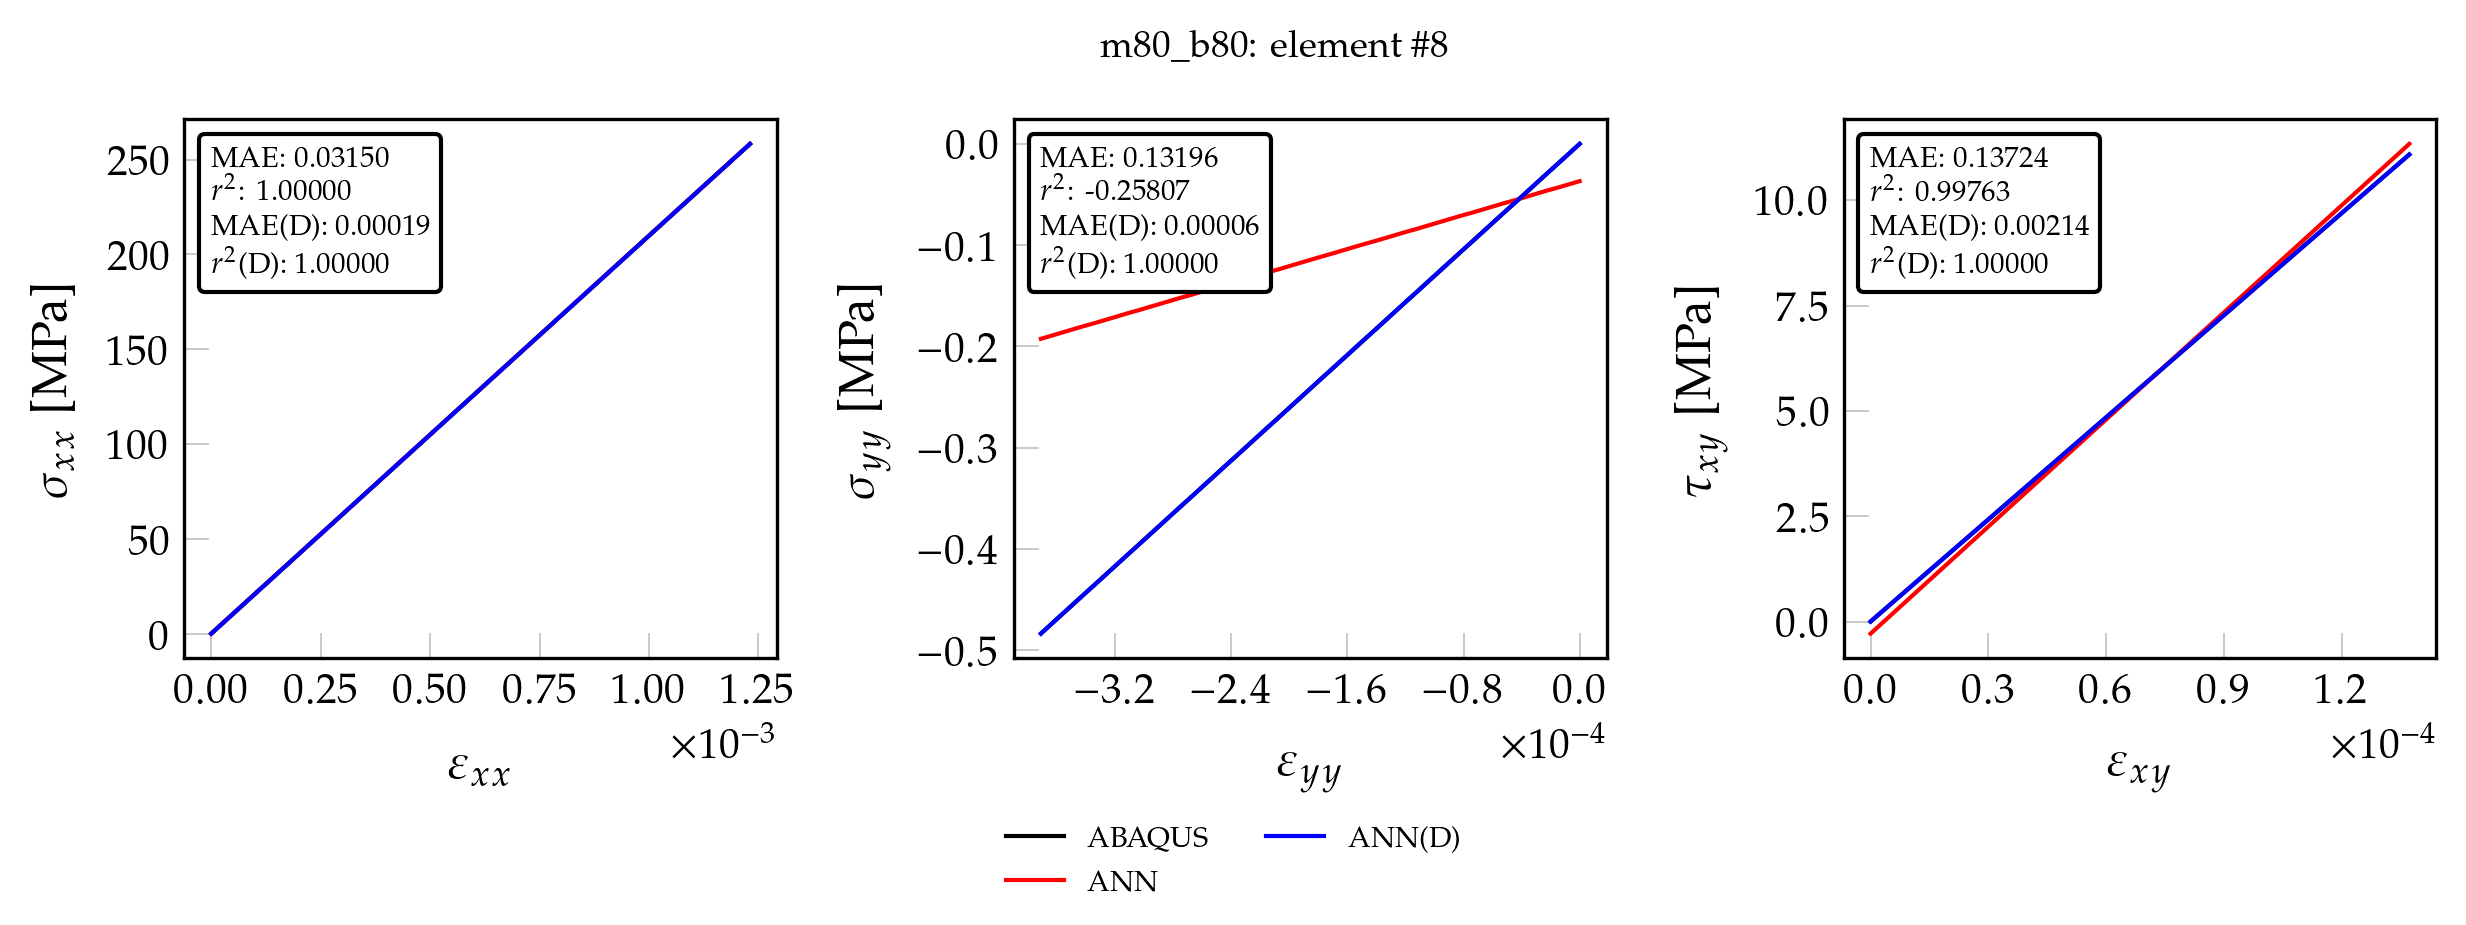 m80_b80: element #8
MAE: 0.03150
r²: 1.00000
MAE(D): 0.00019
r²(D): 1.00000
250
200
150
100
50
0
σxx [MPa]
0.00 0.25 0.50 0.75 1.00 1.25
×10⁻³
εxx
MAE: 0.13196
r²: -0.25807
MAE(D): 0.00006
r²(D): 1.00000
0.0
−0.1
−0.2
−0.3
−0.4
−0.5
σyy [MPa]
−3.2 −2.4 −1.6 −0.8 0.0
×10⁻⁴
εyy
MAE: 0.13724
r²: 0.99763
MAE(D): 0.00214
r²(D): 1.00000
10.0
7.5
5.0
2.5
0.0
τxy [MPa]
0.0 0.3 0.6 0.9 1.2
×10⁻⁴
εxy
ABAQUS
ANN
ANN(D)